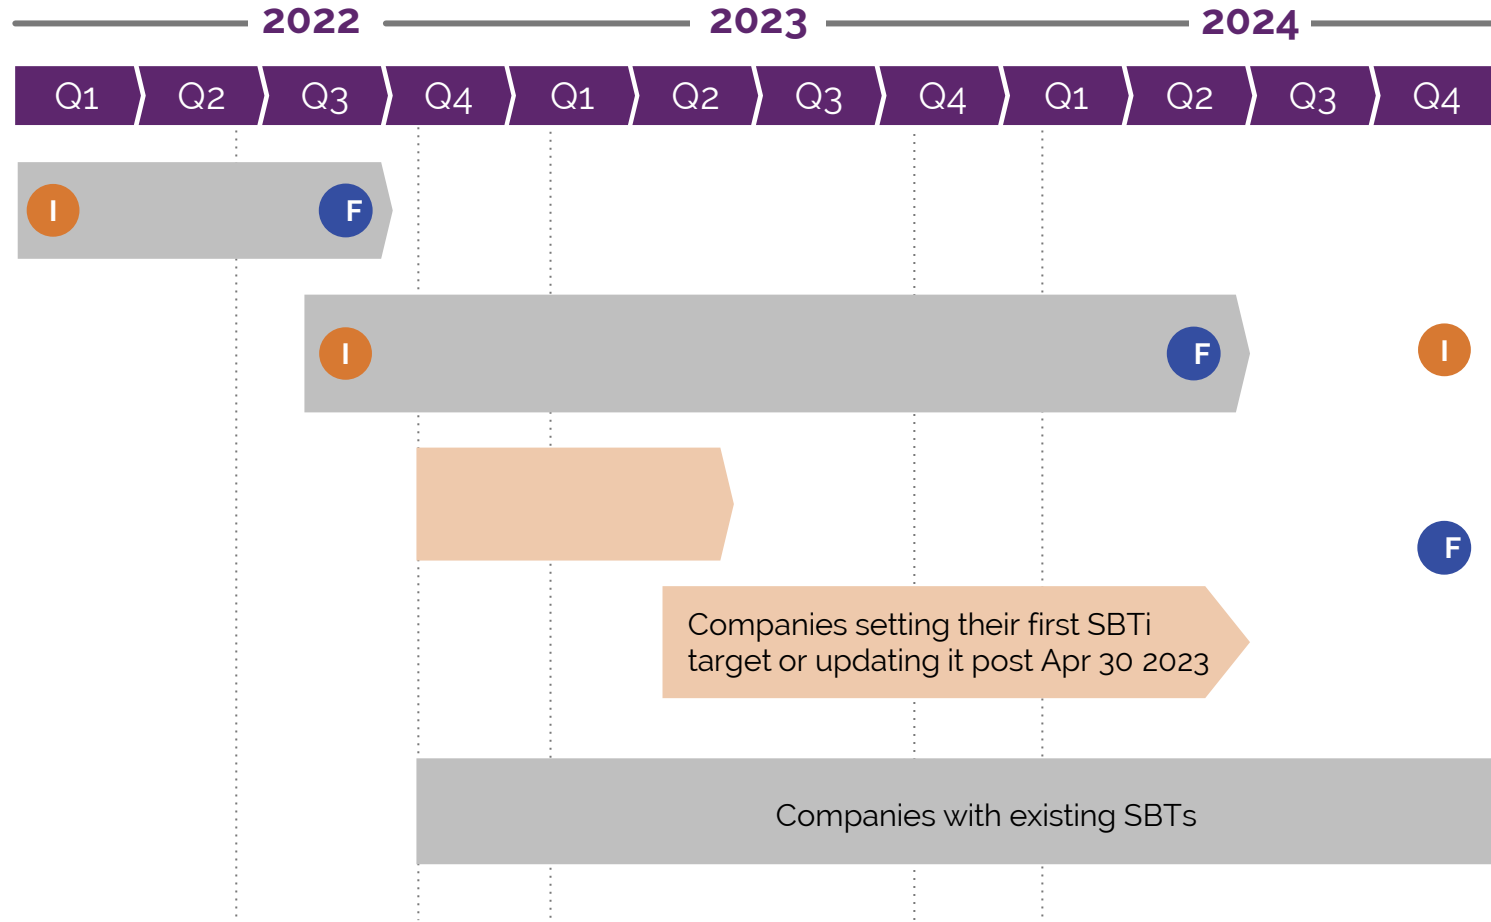 2022 2023 2024
Q1 Q2 Q3 Q4 Q1 Q2 Q3 Q4 Q1 Q2 Q3 Q4
I F
I F I
F
Companies setting their first SBTi
target or updating it post Apr 30 2023
Companies with existing SBTs